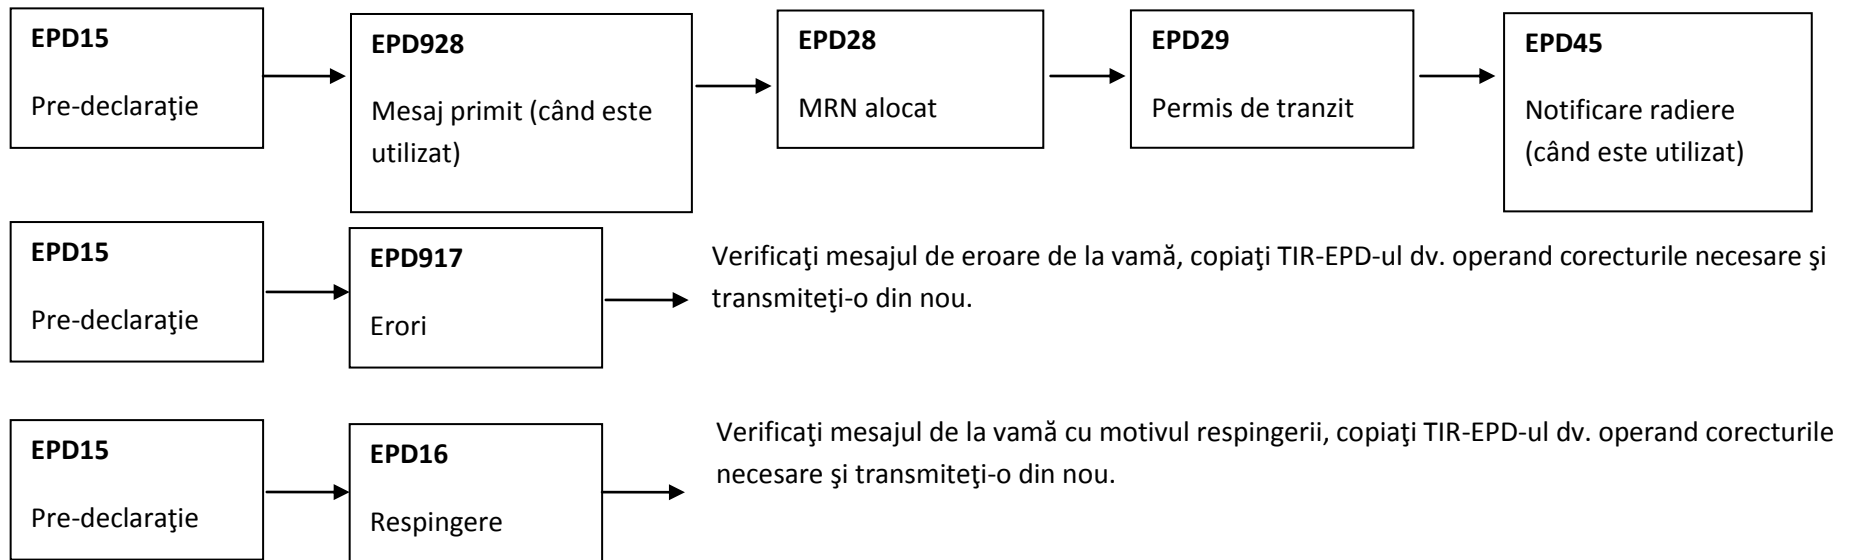 EPD15
Pre-declaraţie
EPD928
Mesaj primit (când este
utilizat)
EPD28
MRN alocat
EPD29
Permis de tranzit
EPD45
Notificare radiere
(când este utilizat)
EPD15
Pre-declaraţie
EPD917
Erori
Verificaţi mesajul de eroare de la vamă, copiaţi TIR-EPD-ul dv. operand corecturile necesare şi
transmiteţi-o din nou.
EPD15
Pre-declaraţie
EPD16
Respingere
Verificaţi mesajul de la vamă cu motivul respingerii, copiaţi TIR-EPD-ul dv. operand corecturile
necesare şi transmiteţi-o din nou.